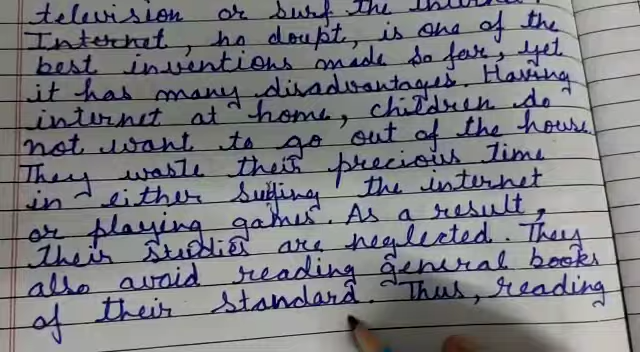 television or surf the
Internet, no doubt, is one of the
best inventions made so far, yet
it has many disadvantages. Having
internet at home, children do
not want to go out of the house.
They waste their precious time
in either surfing the internet
or playing games. As a result,
their studies are neglected. They
also avoid reading general books
of their standard. Thus, reading